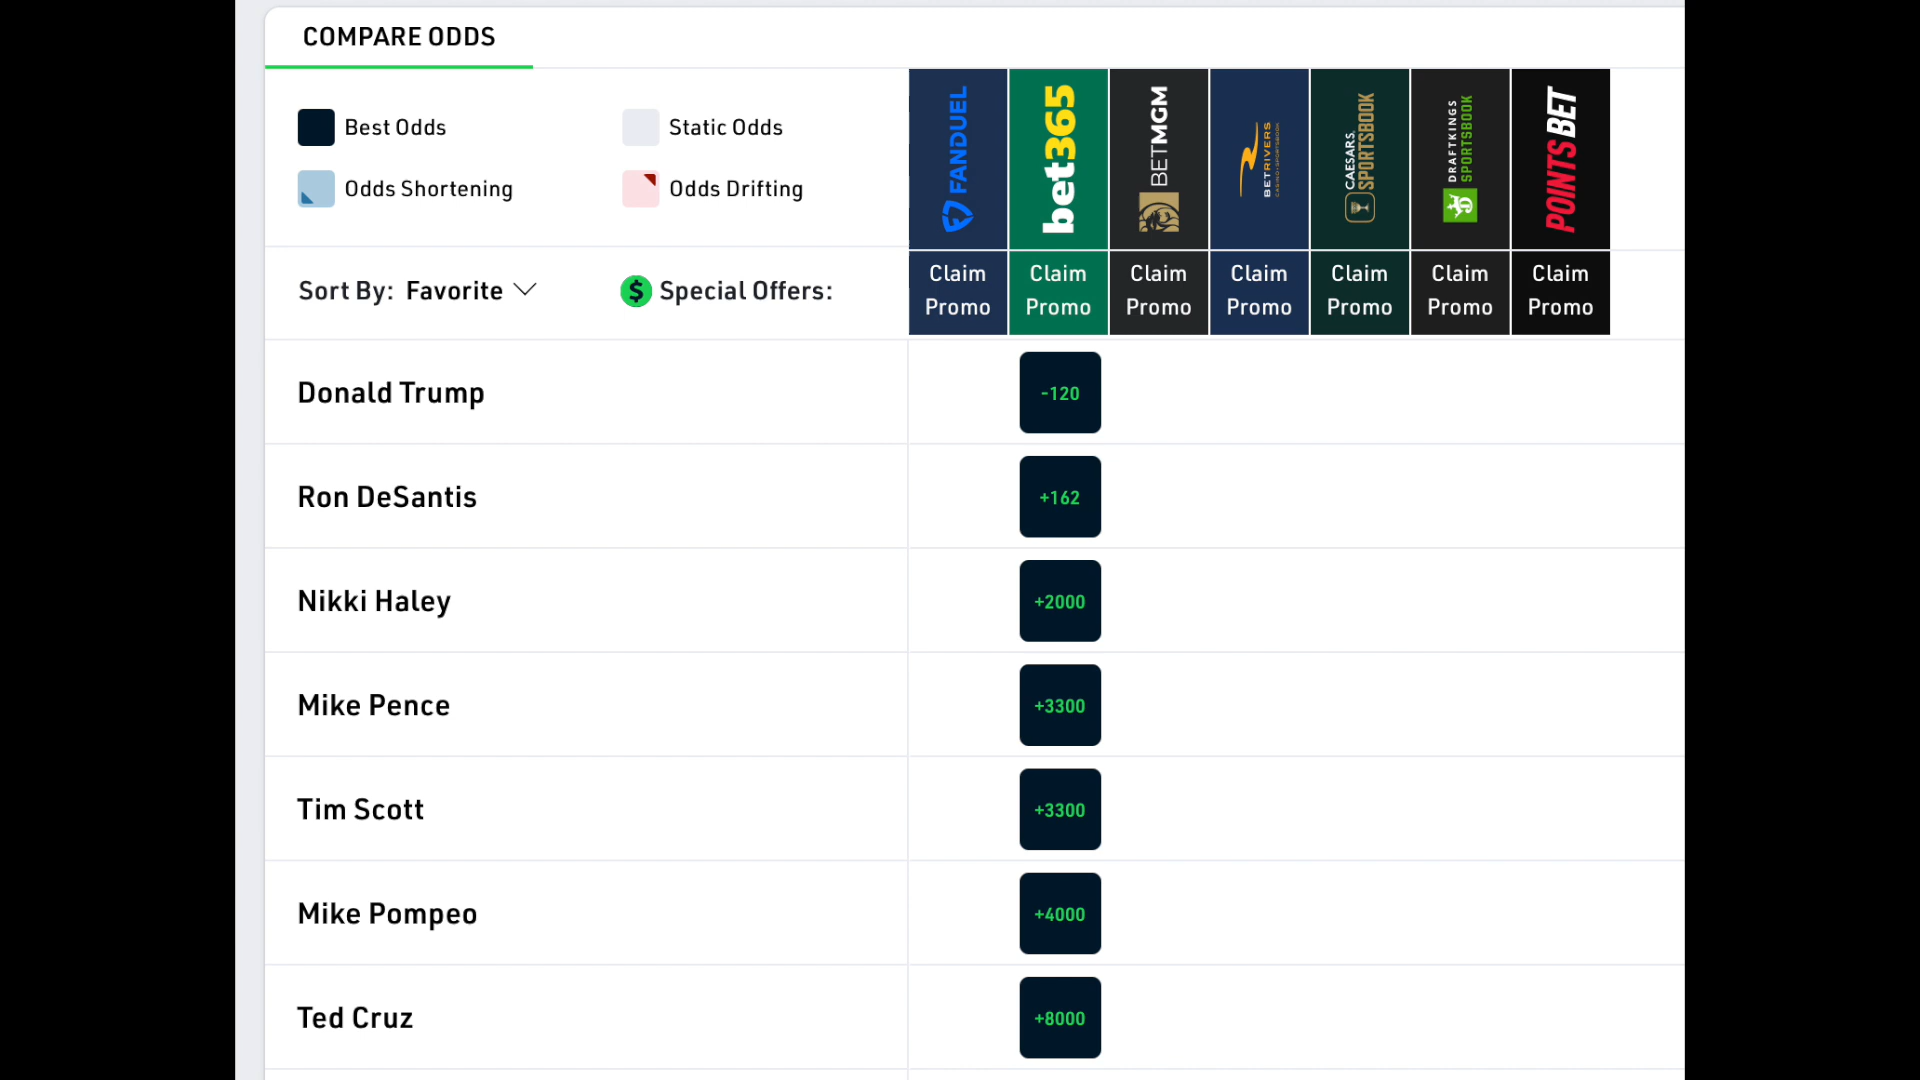 COMPARE ODDS
Best Odds
Static Odds
Odds Shortening
Odds Drifting
FANDUEL
bet365
BETMGM
BETRIVERS
CASINO • SPORTSBOOK
CAESARS
SPORTSBOOK
DRAFTKINGS
SPORTSBOOK
POINTSBET
Sort By: Favorite
$ Special Offers:
Claim
Promo
Claim
Promo
Claim
Promo
Claim
Promo
Claim
Promo
Claim
Promo
Claim
Promo
Donald Trump
-120
Ron DeSantis
+162
Nikki Haley
+2000
Mike Pence
+3300
Tim Scott
+3300
Mike Pompeo
+4000
Ted Cruz
+8000